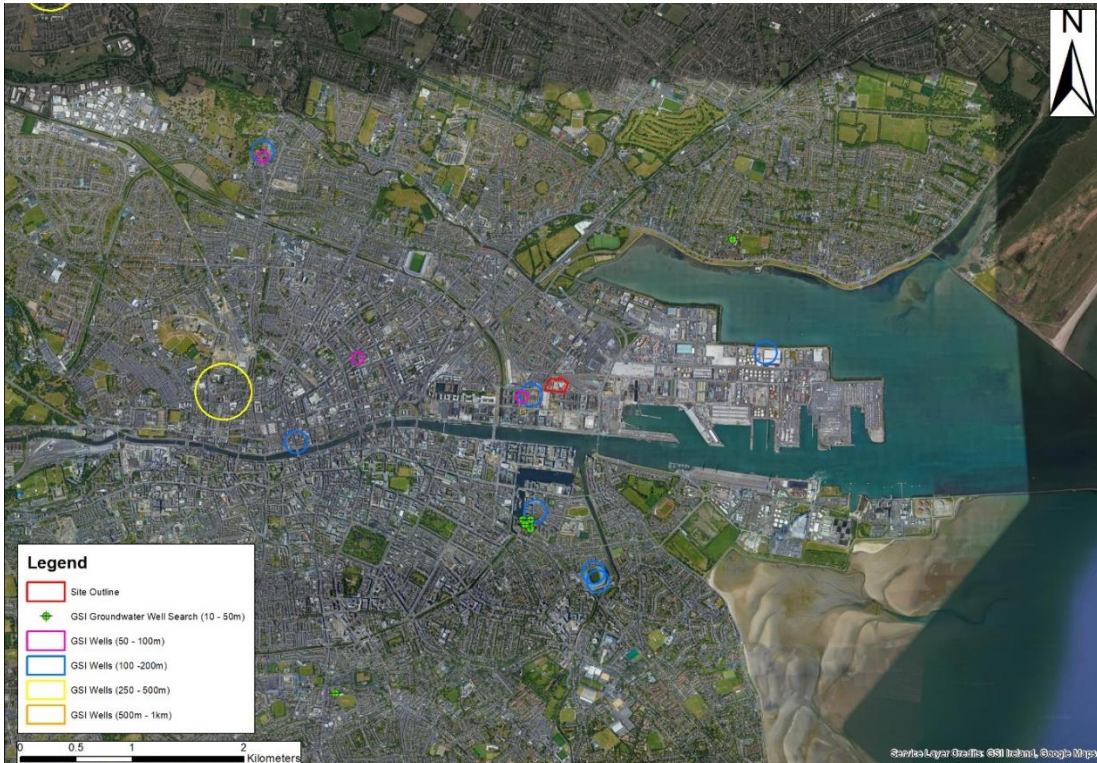 N
Legend
Site Outline
GSI Groundwater Well Search (10 - 50m)
GSI Wells (50 - 100m)
GSI Wells (100 -200m)
GSI Wells (250 - 500m)
GSI Wells (500m - 1km)
0 0.5 1 2
Kilometers
Service Layer Credits: GSI Ireland, Google Maps